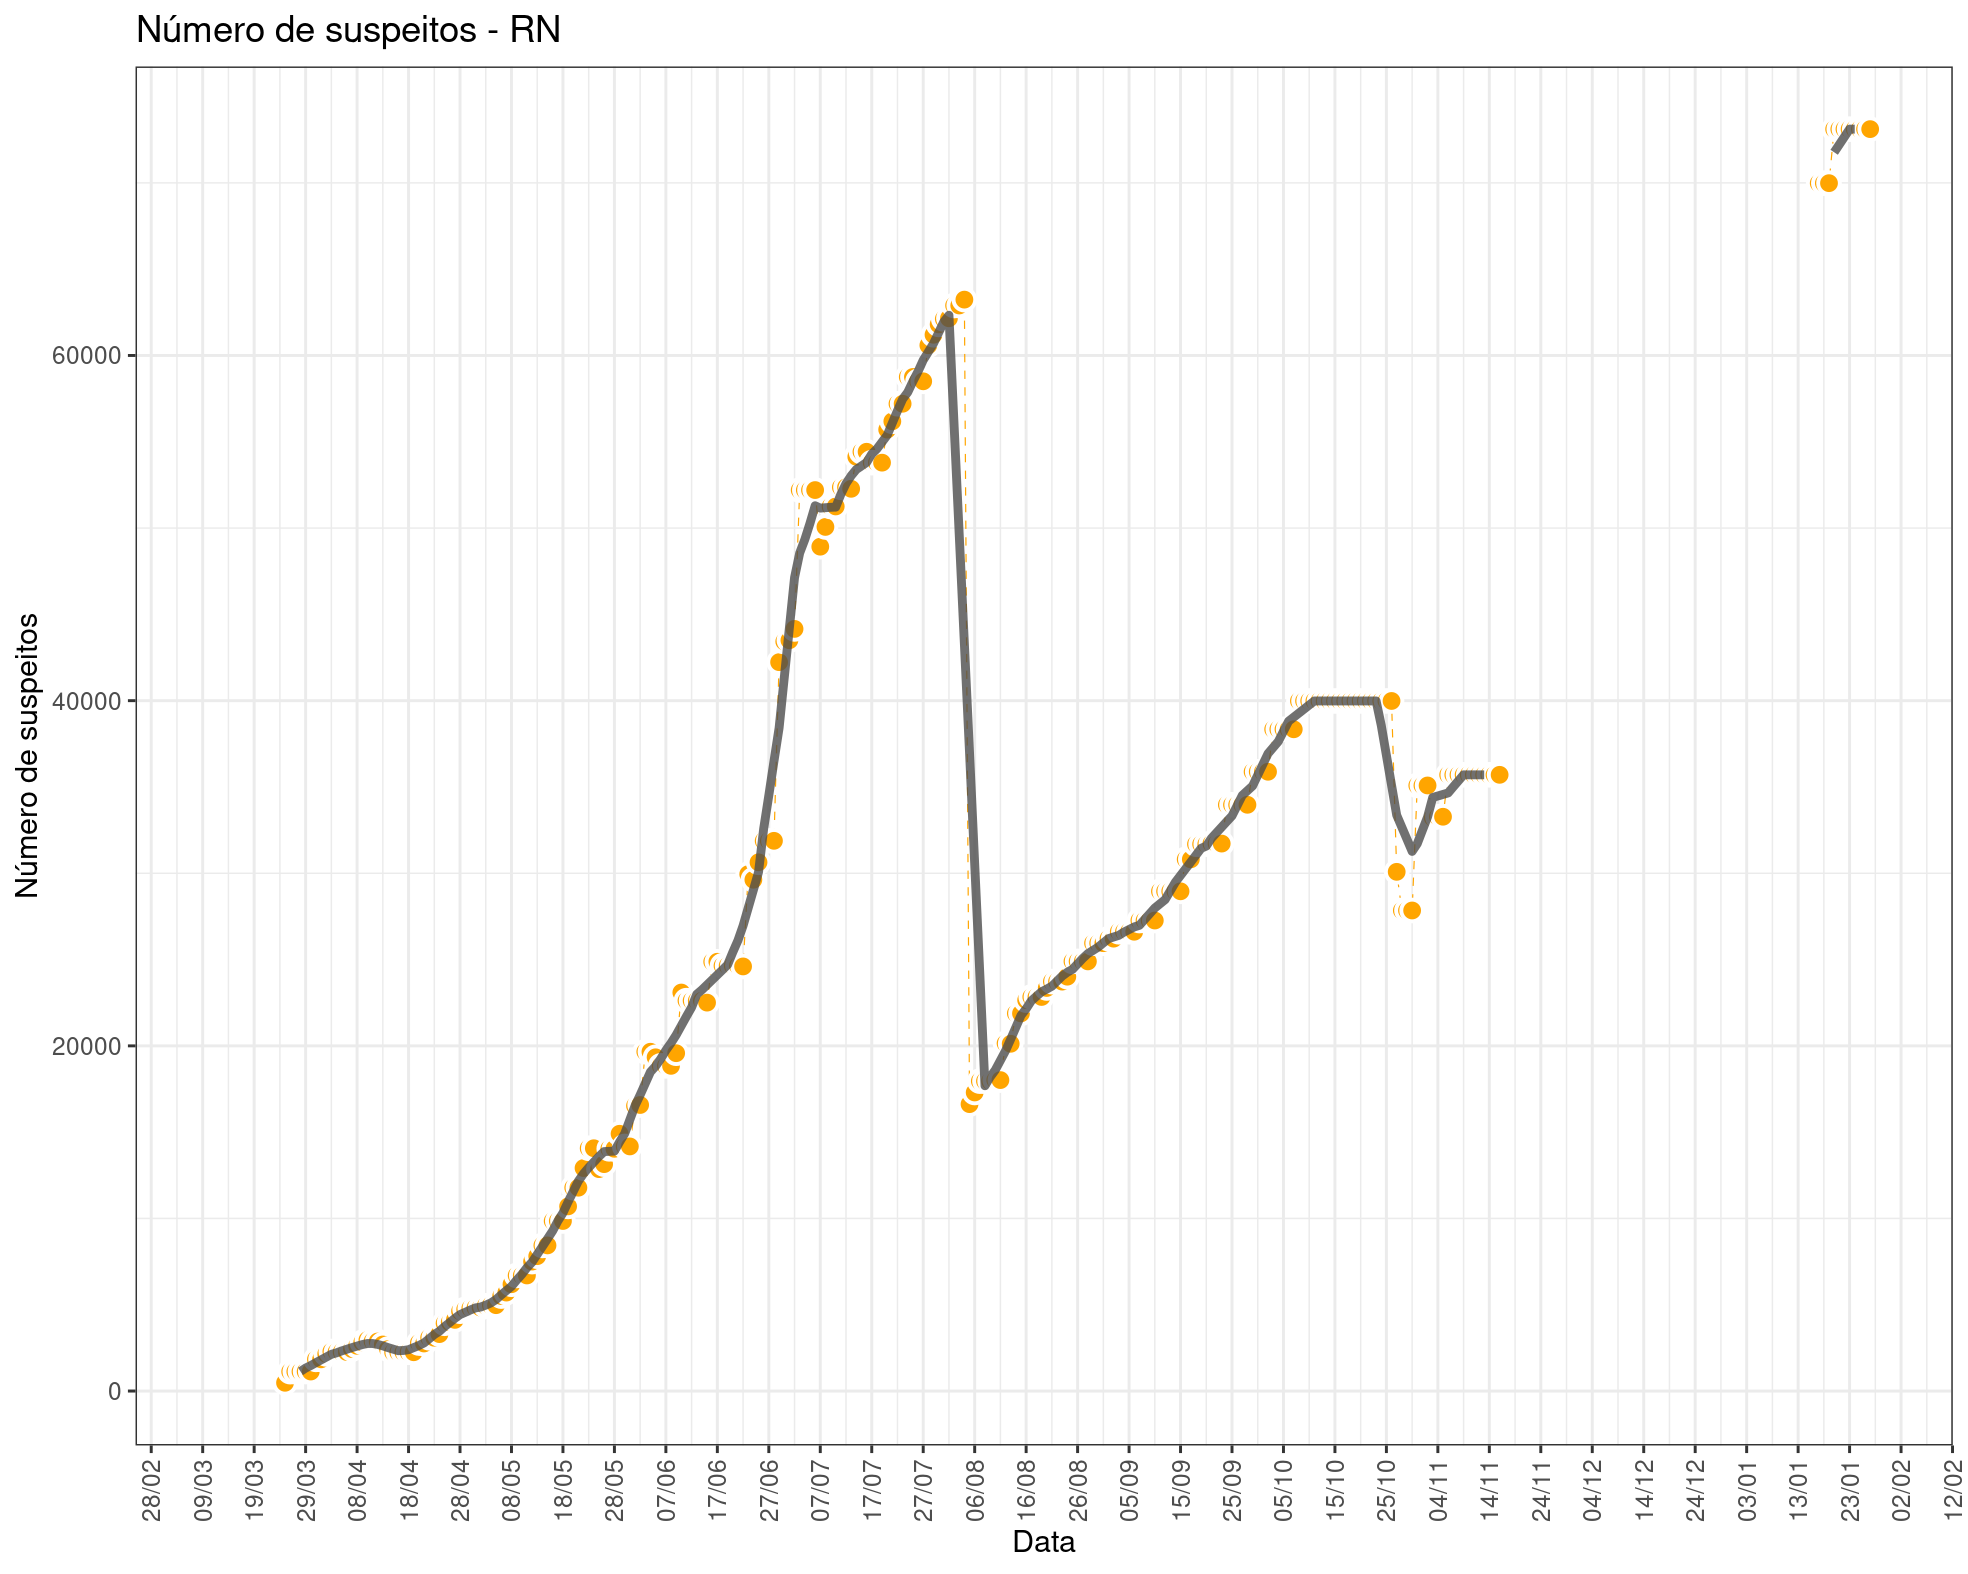 Número de suspeitos - RN
Número de suspeitos
60000
40000
20000
0
28/02 09/03 19/03 29/03 08/04 18/04 28/04 08/05 18/05 28/05 07/06 17/06 27/06 07/07 17/07 27/07 06/08 16/08 26/08 05/09 15/09 25/09 05/10 15/10 25/10 04/11 14/11 24/11 04/12 14/12 24/12 03/01 13/01 23/01 02/02 12/02
Data